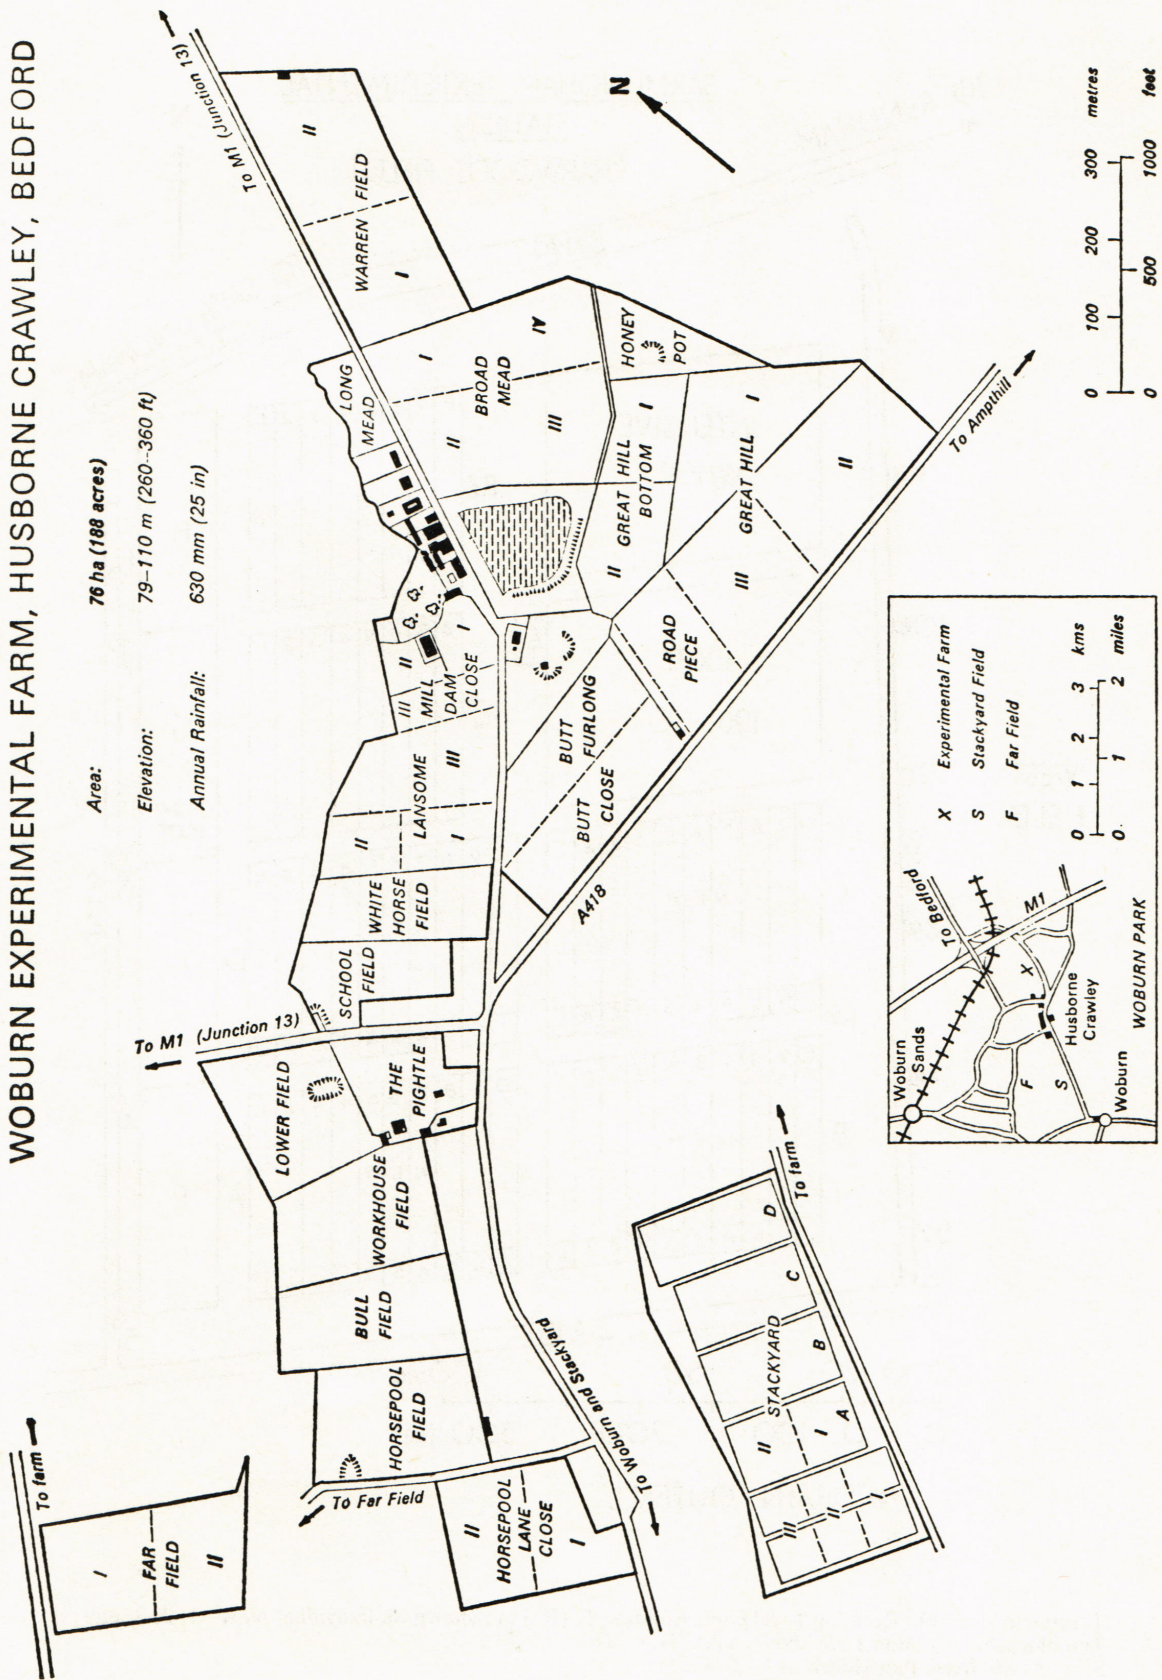 WOBURN EXPERIMENTAL FARM, HUSBORNE CRAWLEY, BEDFORD
Area: 76 ha (188 acres)
Elevation: 79-110 m (260--360 ft)
Annual Rainfall: 630 mm (25 in)
To farm
I
FAR
FIELD
II
To Far Field
HORSEPOOL
FIELD
II
HORSEPOOL
LANE
CLOSE
I
To Woburn and Stackyard
BULL
FIELD
WORKHOUSE
FIELD
LOWER FIELD
THE
PIGHTLE
To M1 (Junction 13)
SCHOOL
FIELD
WHITE
HORSE
FIELD
II
LANSOME
I
III
II
III
MILL
DAM
CLOSE
I
LONG
MEAD
To M1 (Junction 13)
WARREN FIELD
II
I
I
AI
BROAD
MEAD
II
III
HONEY
POT
I
GREAT HILL
BOTTOM
II
I
GREAT HILL
III
II
ROAD
PIECE
BUTT
FURLONG
BUTT
CLOSE
A418
To Ampthill
N
STACKYARD
II
I
A
B
C
D
III
II
I
To farm
Woburn
Sands
To Bedford
M1
F
S
X
Husborne
Crawley
Woburn
WOBURN PARK
X Experimental Farm
S Stackyard Field
F Far Field
0 1 2 3 kms
0 1 2 miles
0 100 200 300 metres
0 500 1000 feet